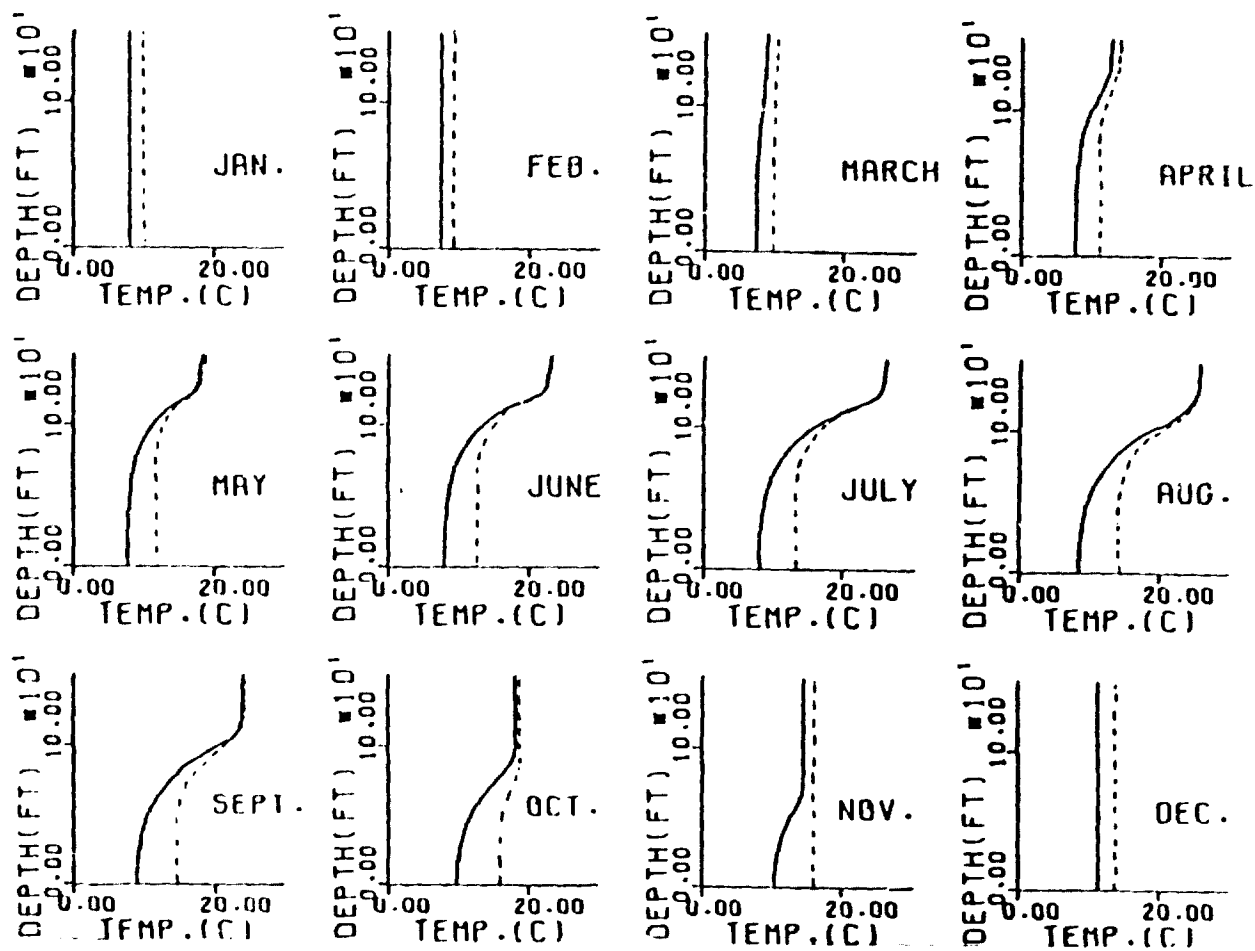 DEPTH(FT) *10'
10.00
0.00
JAN.
0.00 20.00
TEMP.(C)
DEPTH(FT) *10'
10.00
0.00
FEB.
0.00 20.00
TEMP.(C)
DEPTH(FT) *10'
10.00
0.00
MARCH
0.00 20.00
TEMP.(C)
DEPTH(FT) *10'
10.00
0.00
APRIL
0.00 20.00
TEMP.(C)
DEPTH(FT) *10'
10.00
0.00
MAY
0.00 20.00
TEMP.(C)
DEPTH(FT) *10'
10.00
0.00
JUNE
0.00 20.00
TEMP.(C)
DEPTH(FT) *10'
10.00
0.00
JULY
0.00 20.00
TEMP.(C)
DEPTH(FT) *10'
10.00
0.00
AUG.
0.00 20.00
TEMP.(C)
DEPTH(FT) *10'
10.00
0.00
SEPT.
0.00 20.00
TEMP.(C)
DEPTH(FT) *10'
10.00
0.00
OCT.
0.00 20.00
TEMP.(C)
DEPTH(FT) *10'
10.00
0.00
NOV.
0.00 20.00
TEMP.(C)
DEPTH(FT) *10'
10.00
0.00
DEC.
0.00 20.00
TEMP.(C)